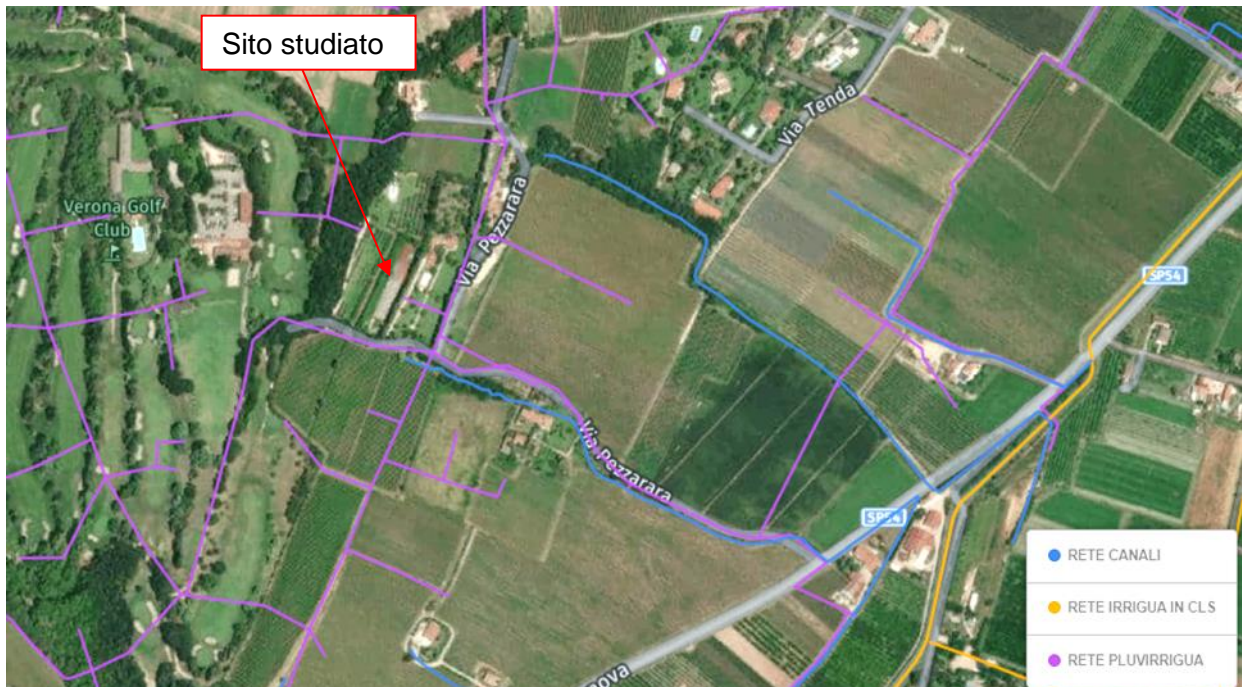 Sito studiato
Via Tenda
Verona Golf
Club
Via Pezzarara
SP54
Via Pezzarara
SP54
nova
RETE CANALI
RETE IRRIGUA IN CLS
RETE PLUVIRRIGUA